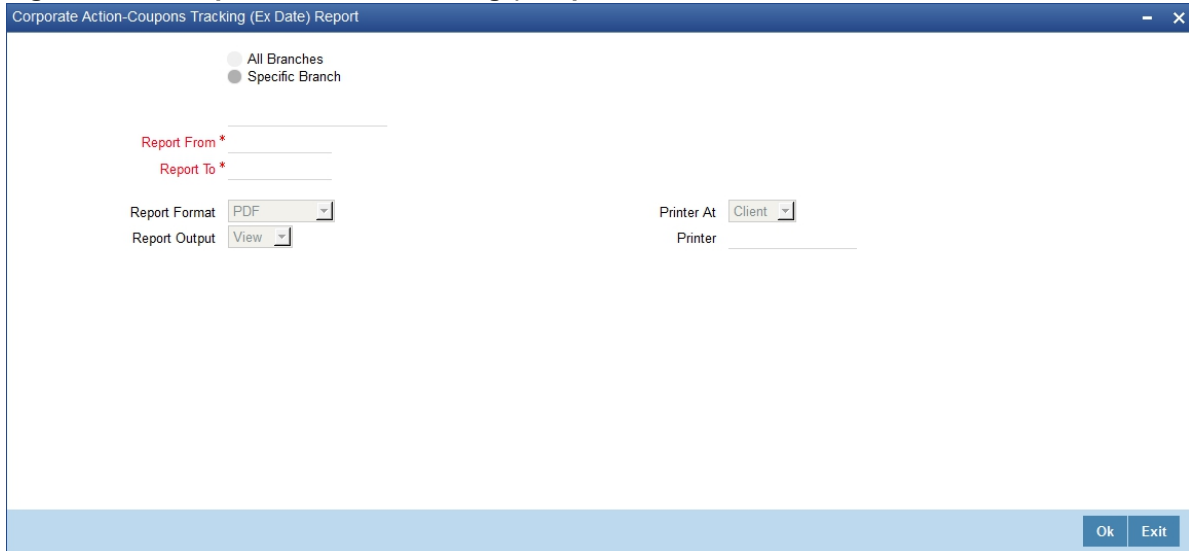 Corporate Action-Coupons Tracking (Ex Date) Report
All Branches
Specific Branch
Report From *
Report To *
Report Format PDF Printer At Client
Report Output View Printer
Ok Exit